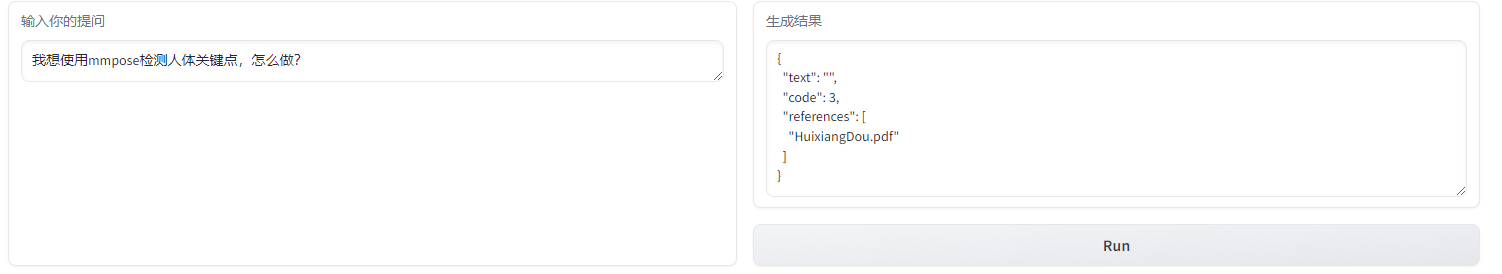 输入你的提问
我想使用mmpose检测人体关键点，怎么做？
生成结果
{
"text": "",
"code": 3,
"references": [
"HuixiangDou.pdf"
]
}
Run